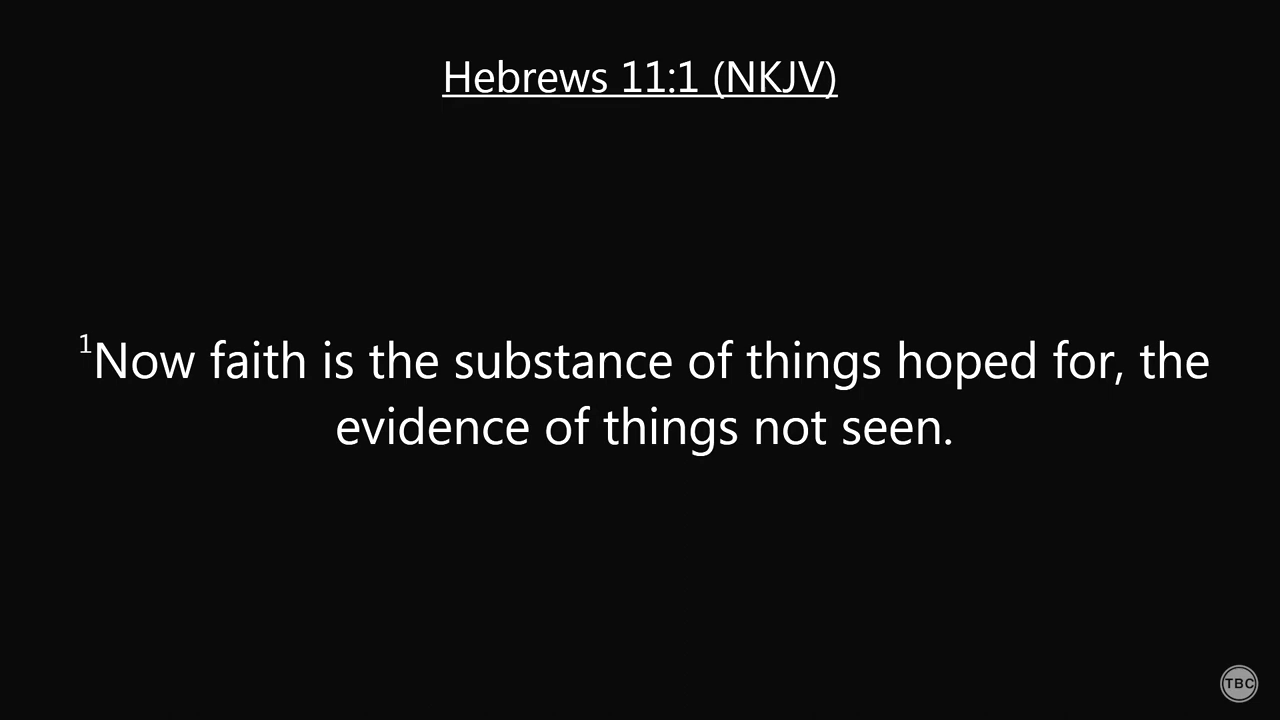 Hebrews 11:1 (NKJV)
¹Now faith is the substance of things hoped for, the
evidence of things not seen.
TBC